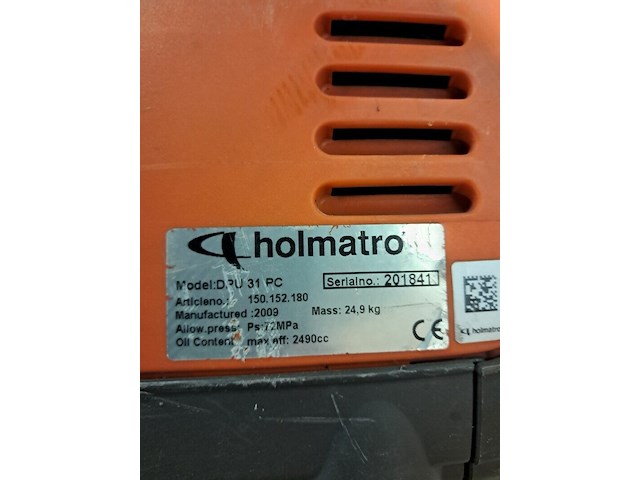 holmatro
Model:DPU 31 PC Serialno.: 201841
Articleno.: 150.152.180
Manufactured :2009 Mass: 24,9 kg
Allow.press: Ps:72MPa
Oil Content max eff: 2490cc
CE
holmatro